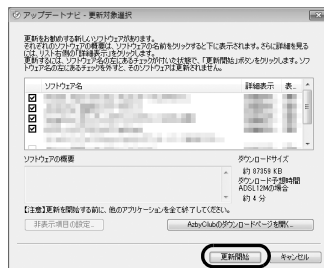 アップデートナビ - 更新対象選択
更新をお勧めする新しいソフトウェアがあります。
それぞれのソフトウェアの概要は、ソフトウェアの名前をクリックすると下に表示されます。さらに詳細を見る
には、リスト右側の「詳細表示」をクリックします。
更新するには、ソフトウェア名の左にあるチェックが付いた状態で、「更新開始」ボタンをクリックします。ソフ
トウェア名の左にあるチェックを外すと、そのソフトウェアは更新されません。
ソフトウェア名 詳細表示 表...
ソフトウェアの概要
ダウンロードサイズ
約 87359 KB
ダウンロード予想時間
ADSL12Mの場合
約 4 分
【注意】更新を開始する前に、他のアプリケーションを全て終了してください。
非表示項目の設定... AzbyClubのダウンロードページを開く...
更新開始 キャンセル